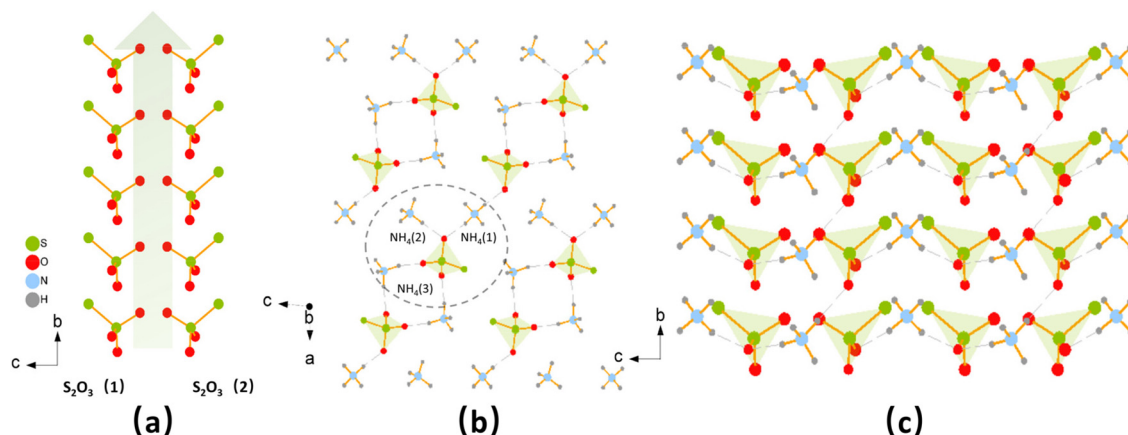 S
O
N
H
b
c
S₂O₃ (1) S₂O₃ (2)
(a)
NH₄(2) NH₄(1)
NH₄(3)
c
b
a
(b)
b
c
(c)